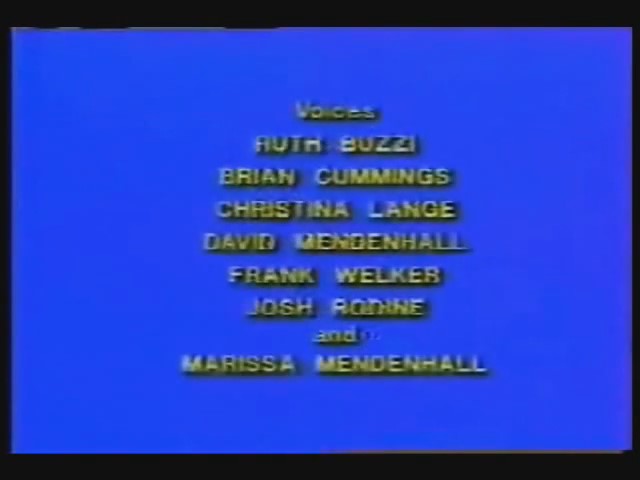 Voices
RUTH BUZZI
BRIAN CUMMINGS
CHRISTINA LANGE
DAVID MENDENHALL
FRANK WELKER
JOSH RODINE
and
MARISSA MENDENHALL